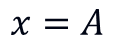 x = A